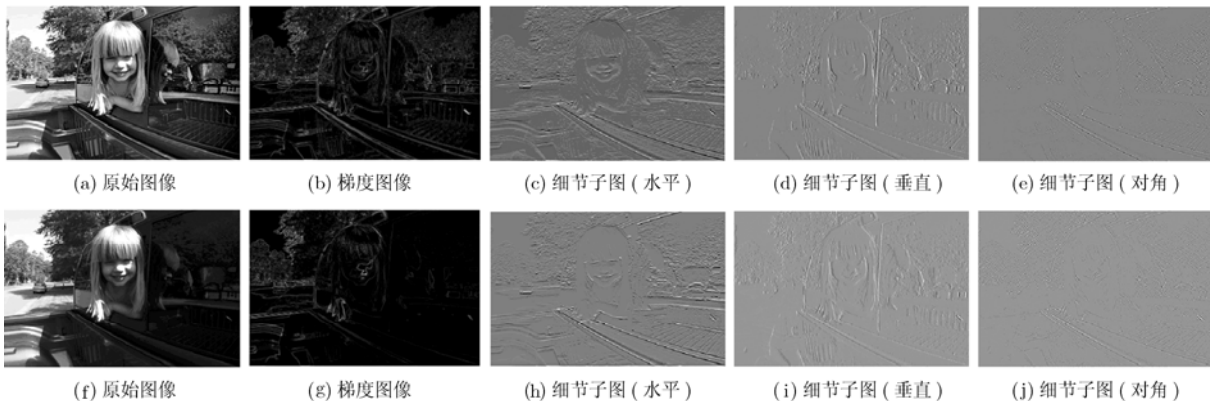 (a) 原始图像
(b) 梯度图像
(c) 细节子图 ( 水平 )
(d) 细节子图 ( 垂直 )
(e) 细节子图 ( 对角 )
(f) 原始图像
(g) 梯度图像
(h) 细节子图 ( 水平 )
(i) 细节子图 ( 垂直 )
(j) 细节子图 ( 对角 )